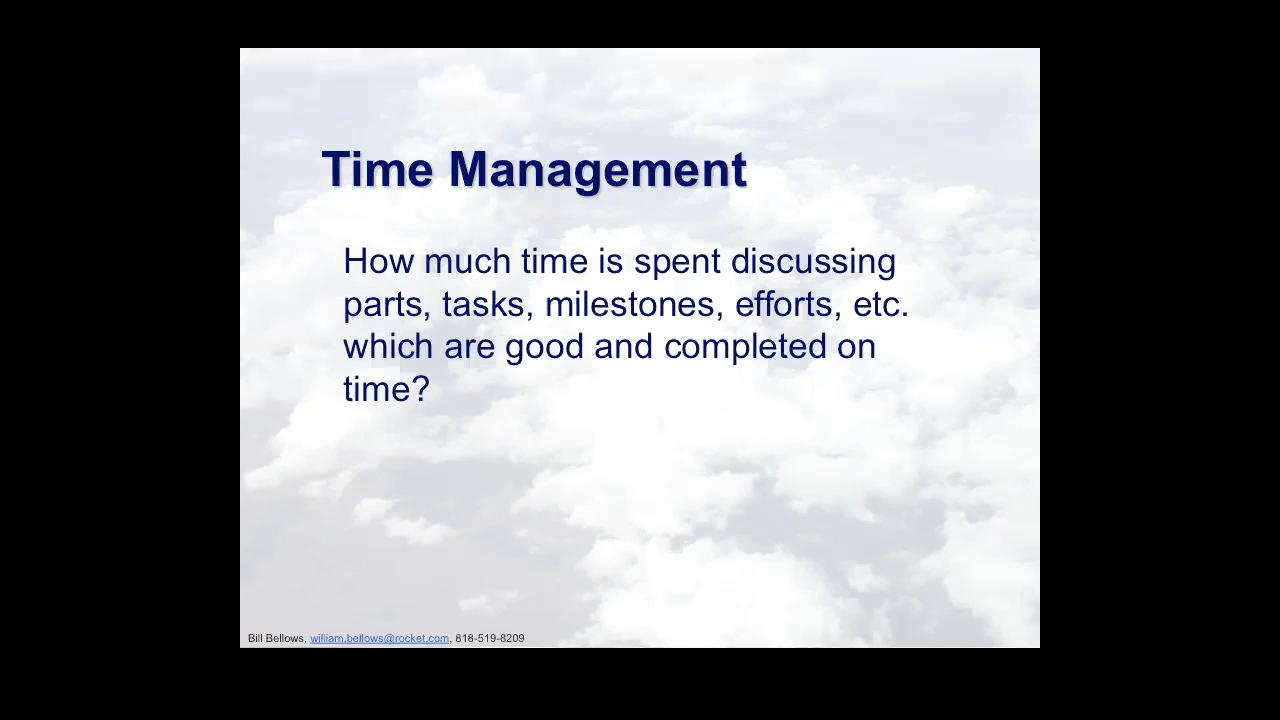 Time Management
How much time is spent discussing
parts, tasks, milestones, efforts, etc.
which are good and completed on
time?
Bill Bellows, william.bellows@rocket.com, 818-519-8209